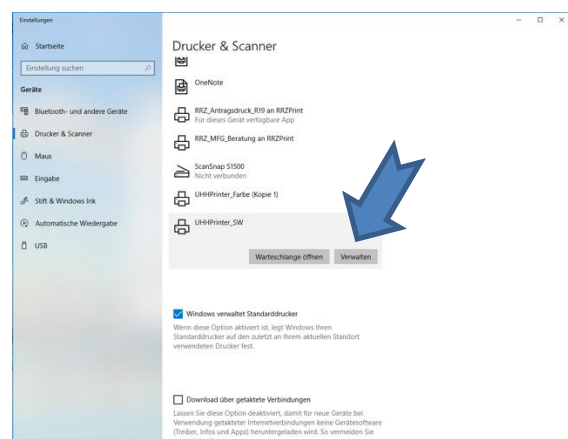 Einstellungen
Startseite
Einstellung suchen
Geräte
Bluetooth- und andere Geräte
Drucker & Scanner
Maus
Eingabe
Stift & Windows Ink
Automatische Wiedergabe
USB
Drucker & Scanner
OneNote
RRZ_Antragsdruck_R19 an RRZPrint
Für dieses Gerät verfügbare App
RRZ_MFG_Beratung an RRZPrint
ScanSnap S1500
Nicht verbunden
UHHPrinter_Farbe (Kopie 1)
UHHPrinter_SW
Warteschlange öffnen Verwalten
Windows verwaltet Standarddrucker
Wenn diese Option aktiviert ist, legt Windows Ihren
Standarddrucker auf den zuletzt an Ihrem aktuellen Standort
verwendeten Drucker fest.
Download über getaktete Verbindungen
Lassen Sie diese Option deaktiviert, damit für neue Geräte bei
Verwendung getakteter Internetverbindungen keine Gerätesoftware
(Treiber, Infos und Apps) heruntergeladen wird. So vermeiden Sie